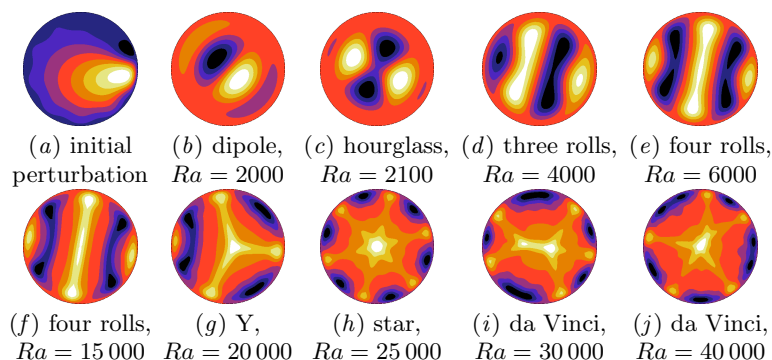 (a) initial perturbation
(b) dipole, Ra = 2000
(c) hourglass, Ra = 2100
(d) three rolls, Ra = 4000
(e) four rolls, Ra = 6000
(f) four rolls, Ra = 15 000
(g) Y, Ra = 20 000
(h) star, Ra = 25 000
(i) da Vinci, Ra = 30 000
(j) da Vinci, Ra = 40 000